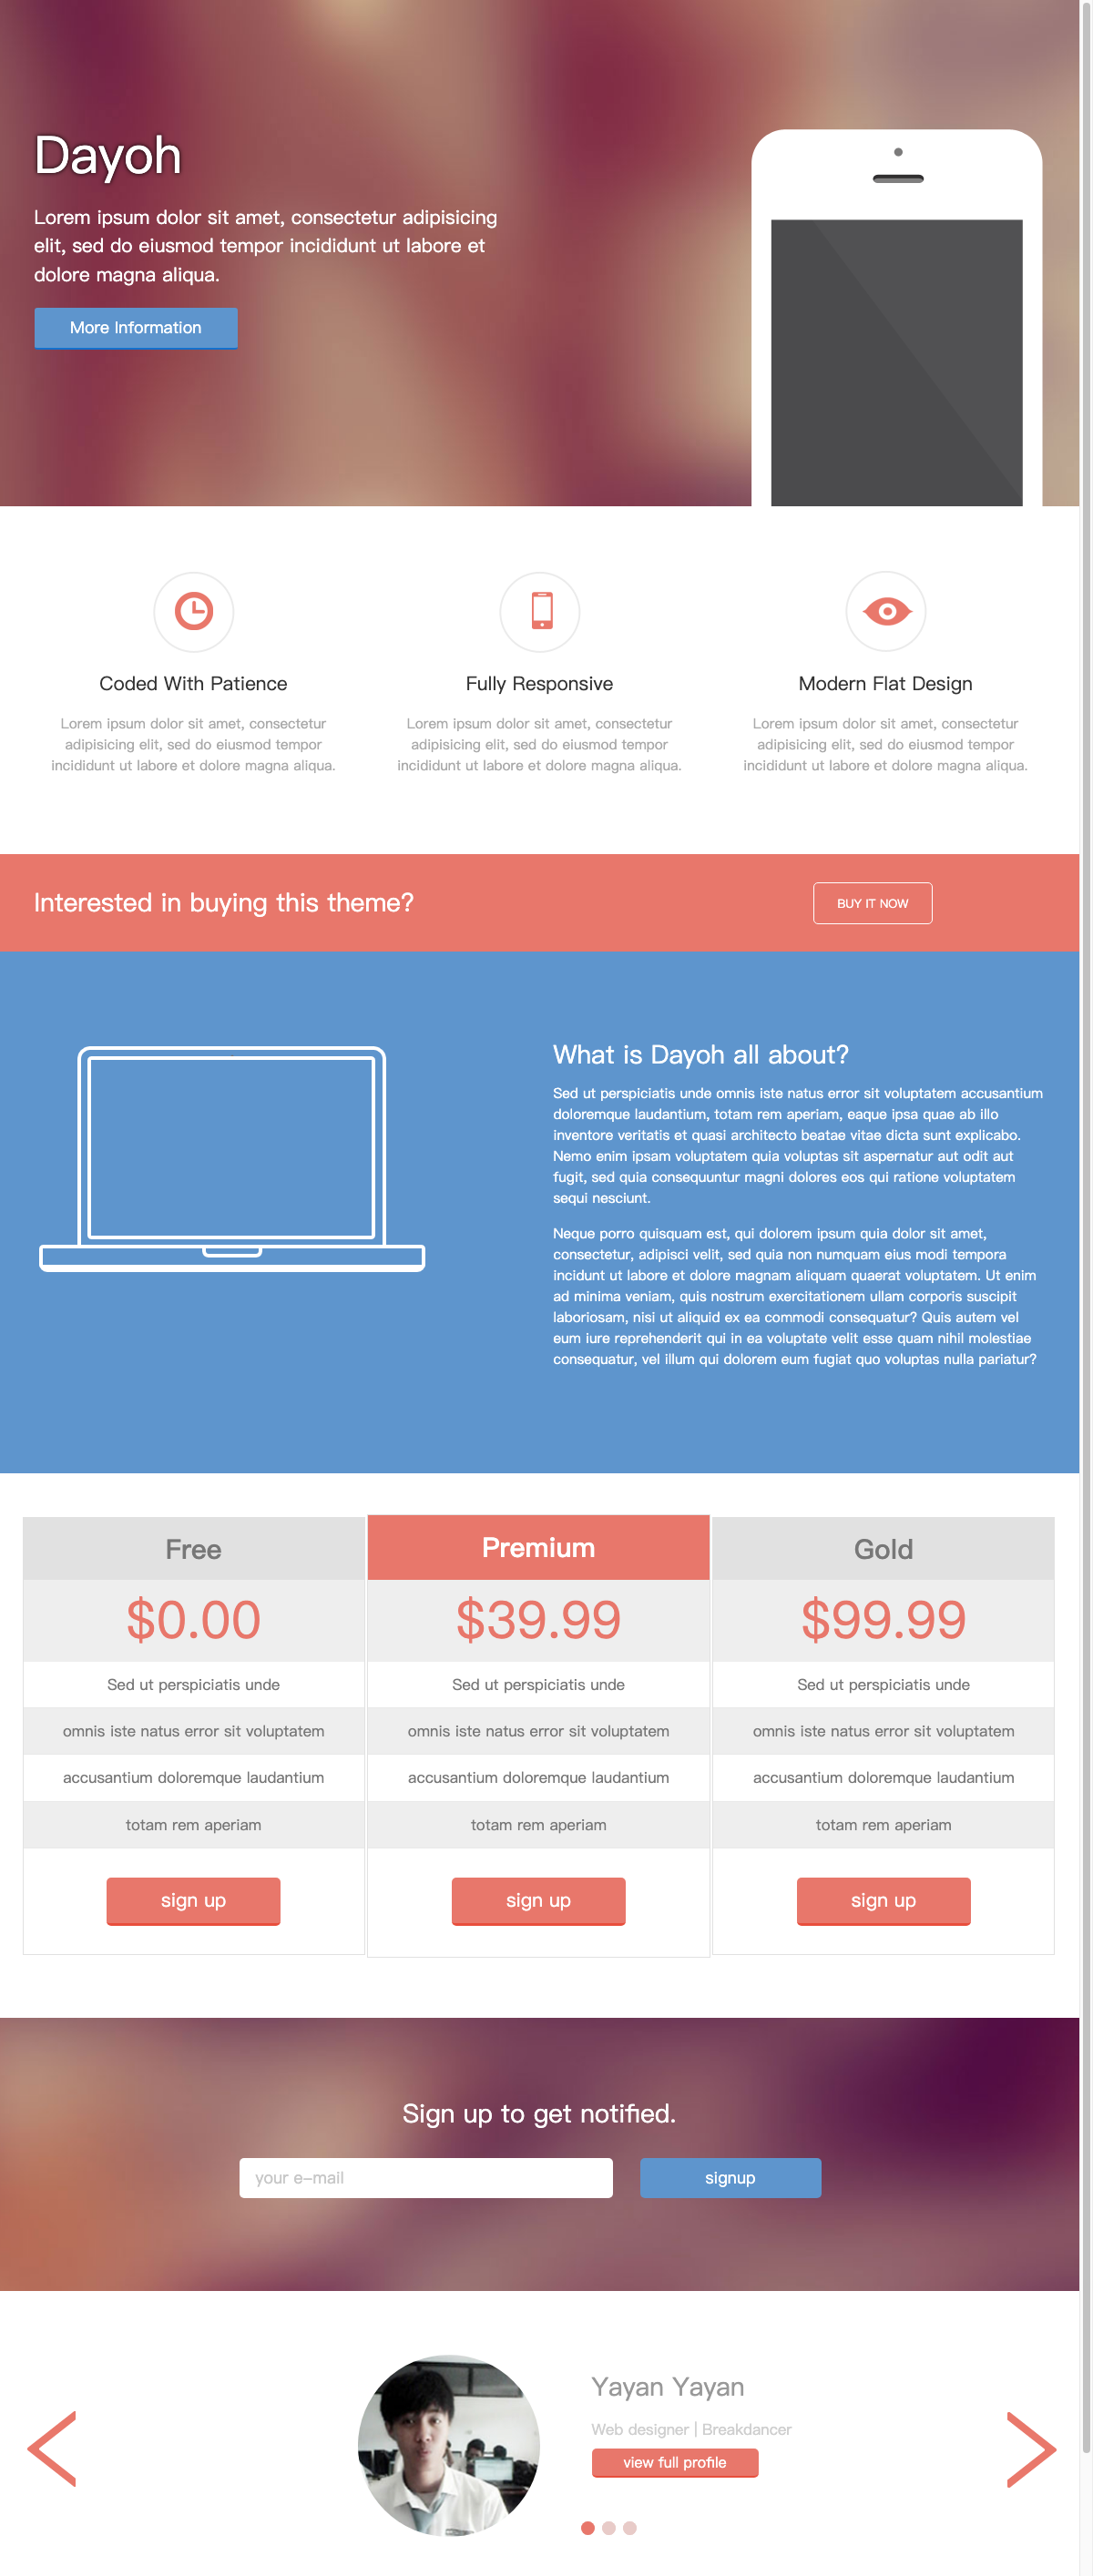 Dayoh
Lorem ipsum dolor sit amet, consectetur adipisicing
elit, sed do eiusmod tempor incididunt ut labore et
dolore magna aliqua.
More Information
Coded With Patience
Lorem ipsum dolor sit amet, consectetur
adipisicing elit, sed do eiusmod tempor
incididunt ut labore et dolore magna aliqua.
Fully Responsive
Lorem ipsum dolor sit amet, consectetur
adipisicing elit, sed do eiusmod tempor
incididunt ut labore et dolore magna aliqua.
Modern Flat Design
Lorem ipsum dolor sit amet, consectetur
adipisicing elit, sed do eiusmod tempor
incididunt ut labore et dolore magna aliqua.
Interested in buying this theme?
BUY IT NOW
What is Dayoh all about?
Sed ut perspiciatis unde omnis iste natus error sit voluptatem accusantium
doloremque laudantium, totam rem aperiam, eaque ipsa quae ab illo
inventore veritatis et quasi architecto beatae vitae dicta sunt explicabo.
Nemo enim ipsam voluptatem quia voluptas sit aspernatur aut odit aut
fugit, sed quia consequuntur magni dolores eos qui ratione voluptatem
sequi nesciunt.
Neque porro quisquam est, qui dolorem ipsum quia dolor sit amet,
consectetur, adipisci velit, sed quia non numquam eius modi tempora
incidunt ut labore et dolore magnam aliquam quaerat voluptatem. Ut enim
ad minima veniam, quis nostrum exercitationem ullam corporis suscipit
laboriosam, nisi ut aliquid ex ea commodi consequatur? Quis autem vel
eum iure reprehenderit qui in ea voluptate velit esse quam nihil molestiae
consequatur, vel illum qui dolorem eum fugiat quo voluptas nulla pariatur?
Free
$0.00
Sed ut perspiciatis unde
omnis iste natus error sit voluptatem
accusantium doloremque laudantium
totam rem aperiam
sign up
Premium
$39.99
Sed ut perspiciatis unde
omnis iste natus error sit voluptatem
accusantium doloremque laudantium
totam rem aperiam
sign up
Gold
$99.99
Sed ut perspiciatis unde
omnis iste natus error sit voluptatem
accusantium doloremque laudantium
totam rem aperiam
sign up
Sign up to get notified.
your e-mail
signup
Yayan Yayan
Web designer | Breakdancer
view full profile